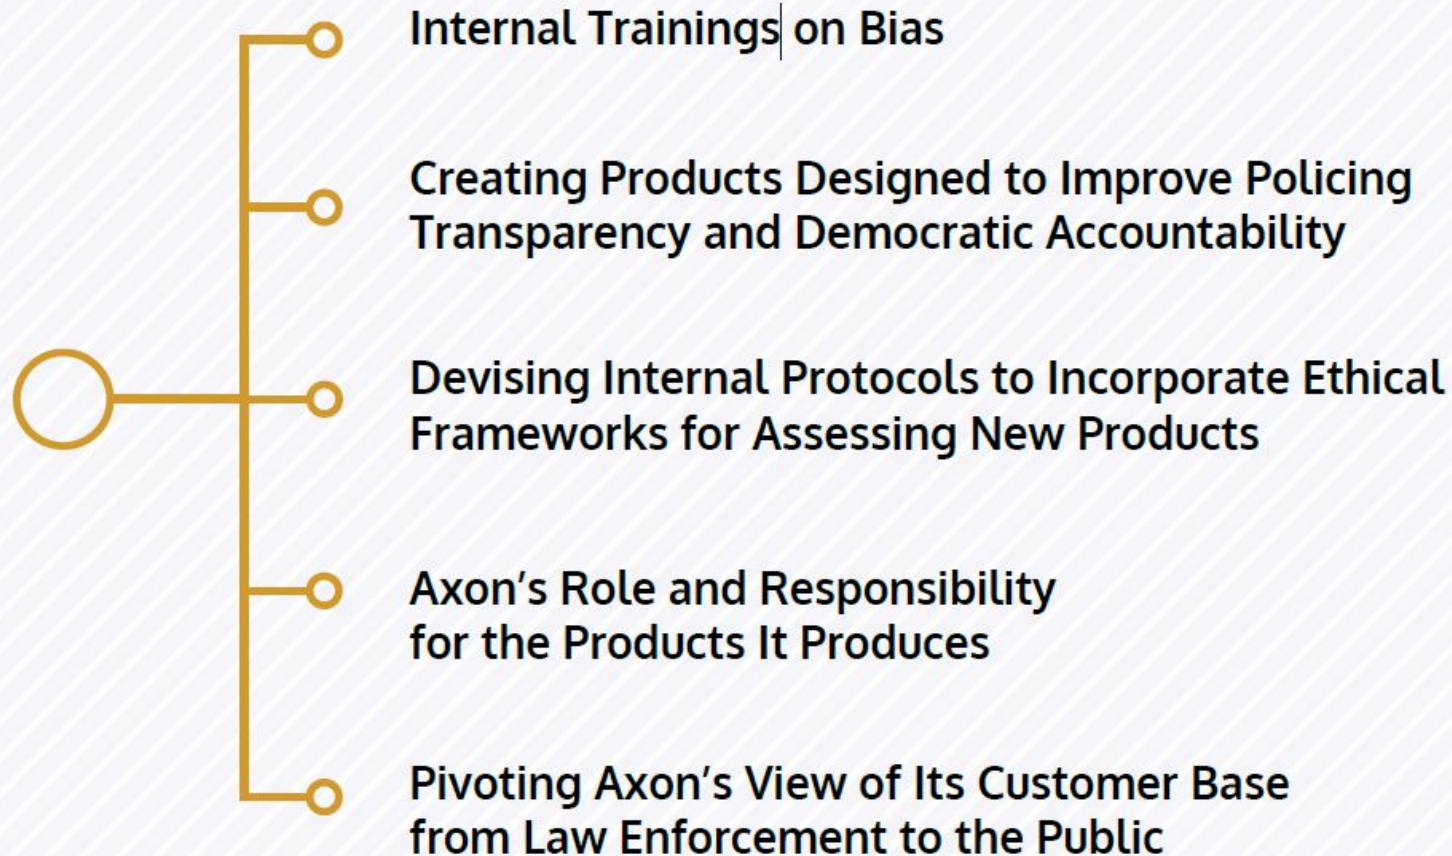 Internal Trainings on Bias
Creating Products Designed to Improve Policing
Transparency and Democratic Accountability
Devising Internal Protocols to Incorporate Ethical
Frameworks for Assessing New Products
Axon’s Role and Responsibility
for the Products It Produces
Pivoting Axon’s View of Its Customer Base
from Law Enforcement to the Public